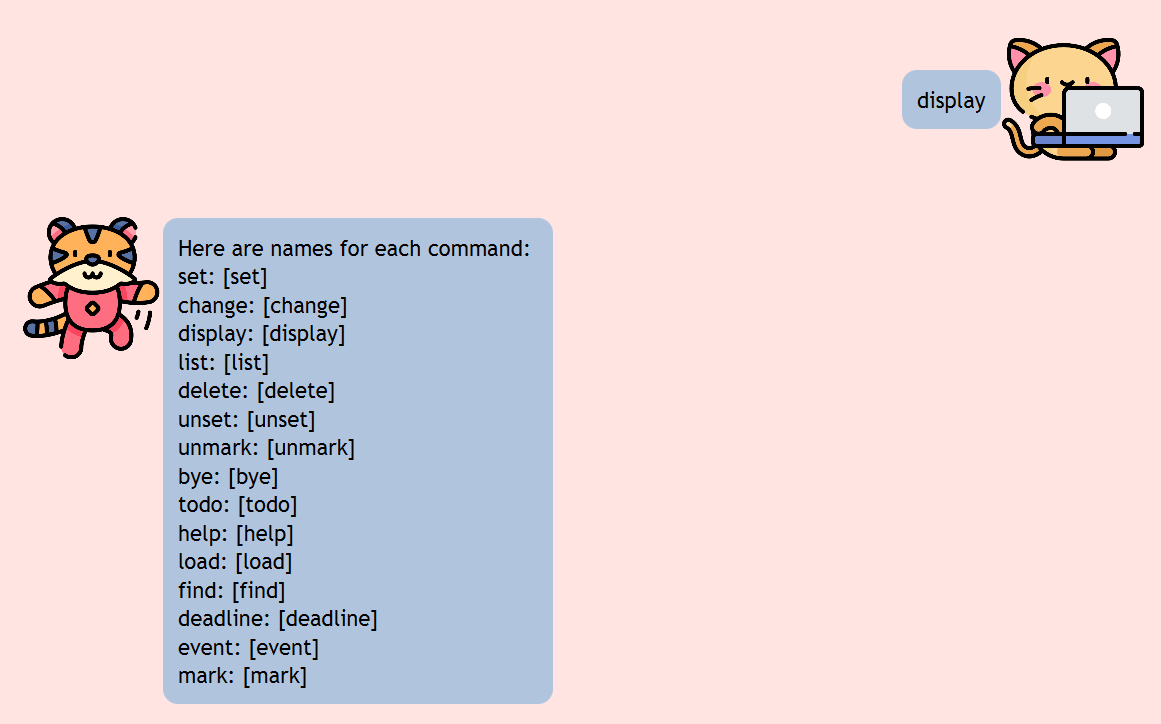 display
Here are names for each command:
set: [set]
change: [change]
display: [display]
list: [list]
delete: [delete]
unset: [unset]
unmark: [unmark]
bye: [bye]
todo: [todo]
help: [help]
load: [load]
find: [find]
deadline: [deadline]
event: [event]
mark: [mark]